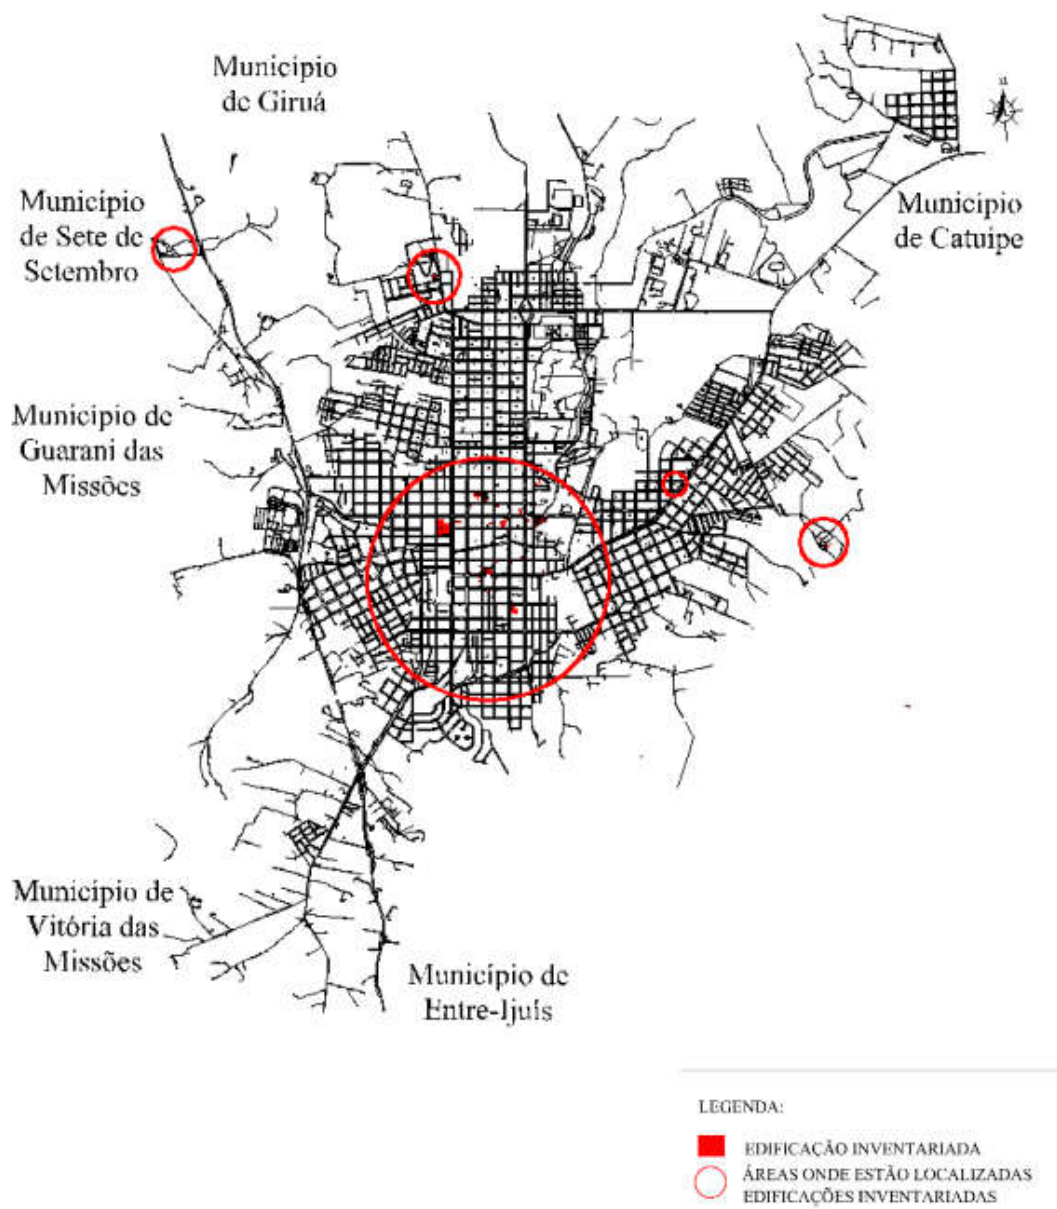 Município
de Giruá
Município
de Sete de
Setembro
Município
de Catuipe
Município de
Guarani das
Missões
Município de
Vitória das
Missões
Município de
Entre-Ijuís
LEGENDA:
EDIFICAÇÃO INVENTARIADA
ÁREAS ONDE ESTÃO LOCALIZADAS
EDIFICAÇÕES INVENTARIADAS